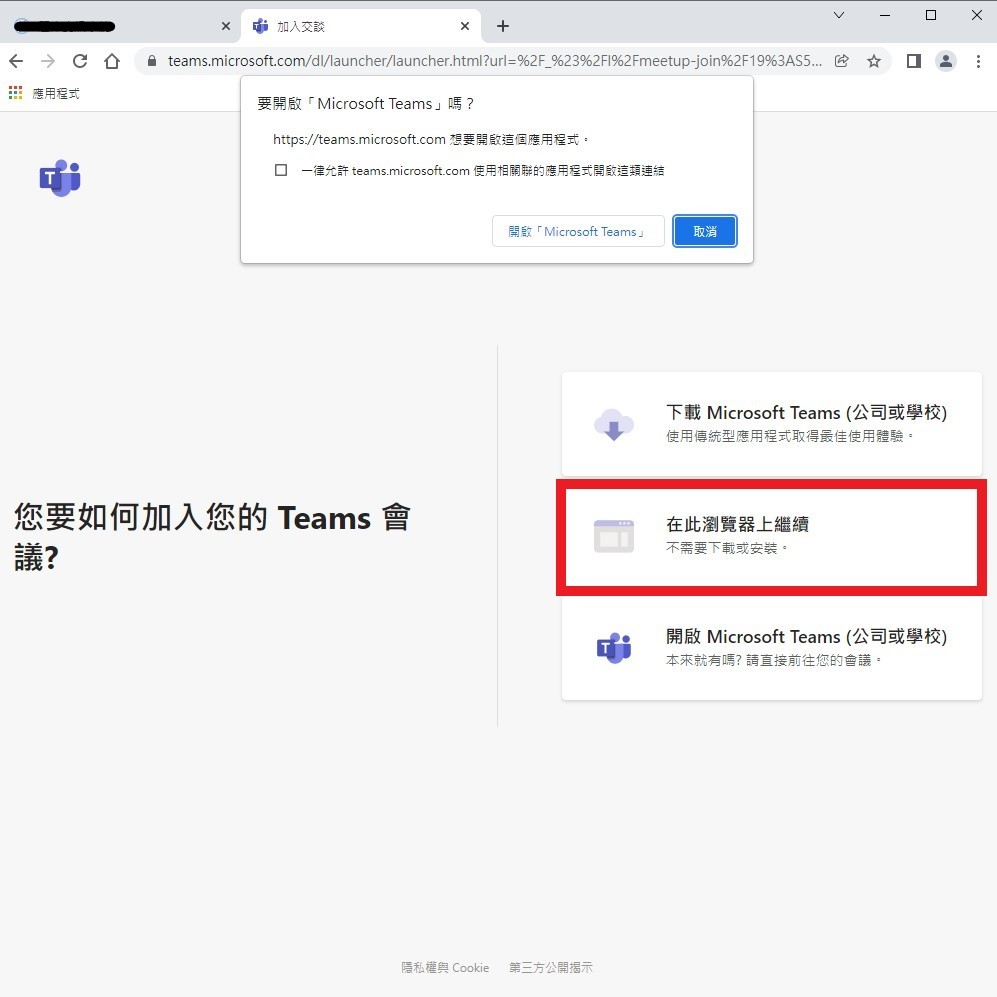 加入交談
teams.microsoft.com/dl/launcher/launcher.html?url=%2F_%23%2Fl%2Fmeetup-join%2F19%3AS5...
應用程式
要開啟「Microsoft Teams」嗎？
https://teams.microsoft.com 想要開啟這個應用程式。
一律允許 teams.microsoft.com 使用相關聯的應用程式開啟這類連結
開啟「Microsoft Teams」
取消
您要如何加入您的 Teams 會
議?
下載 Microsoft Teams (公司或學校)
使用傳統型應用程式取得最佳使用體驗。
在此瀏覽器上繼續
不需要下載或安裝。
開啟 Microsoft Teams (公司或學校)
本來就有嗎? 請直接前往您的會議。
隱私權與 Cookie
第三方公開揭示